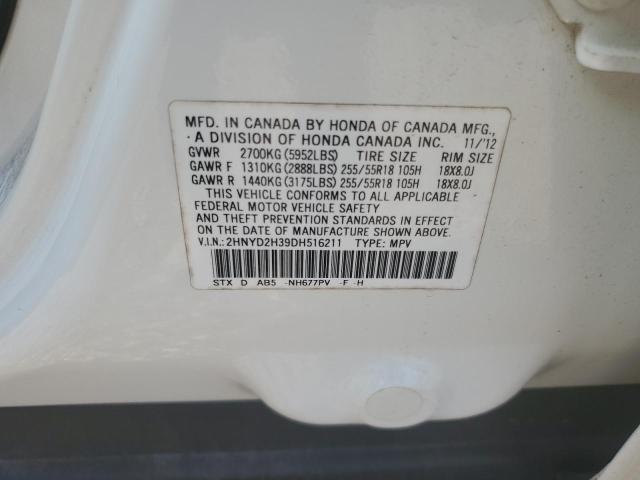 MFD. IN CANADA BY HONDA OF CANADA MFG.,
A DIVISION OF HONDA CANADA INC. 11/'12
GVWR 2700KG (5952LBS) TIRE SIZE RIM SIZE
GAWR F 1310KG (2888LBS) 255/55R18 105H 18X8.0J
GAWR R 1440KG (3175LBS) 255/55R18 105H 18X8.0J
THIS VEHICLE CONFORMS TO ALL APPLICABLE
FEDERAL MOTOR VEHICLE SAFETY
AND THEFT PREVENTION STANDARDS IN EFFECT
ON THE DATE OF MANUFACTURE SHOWN ABOVE.
V.I.N.: 2HNYD2H39DH516211 TYPE: MPV
STX D AB5 -NH677PV -F -H